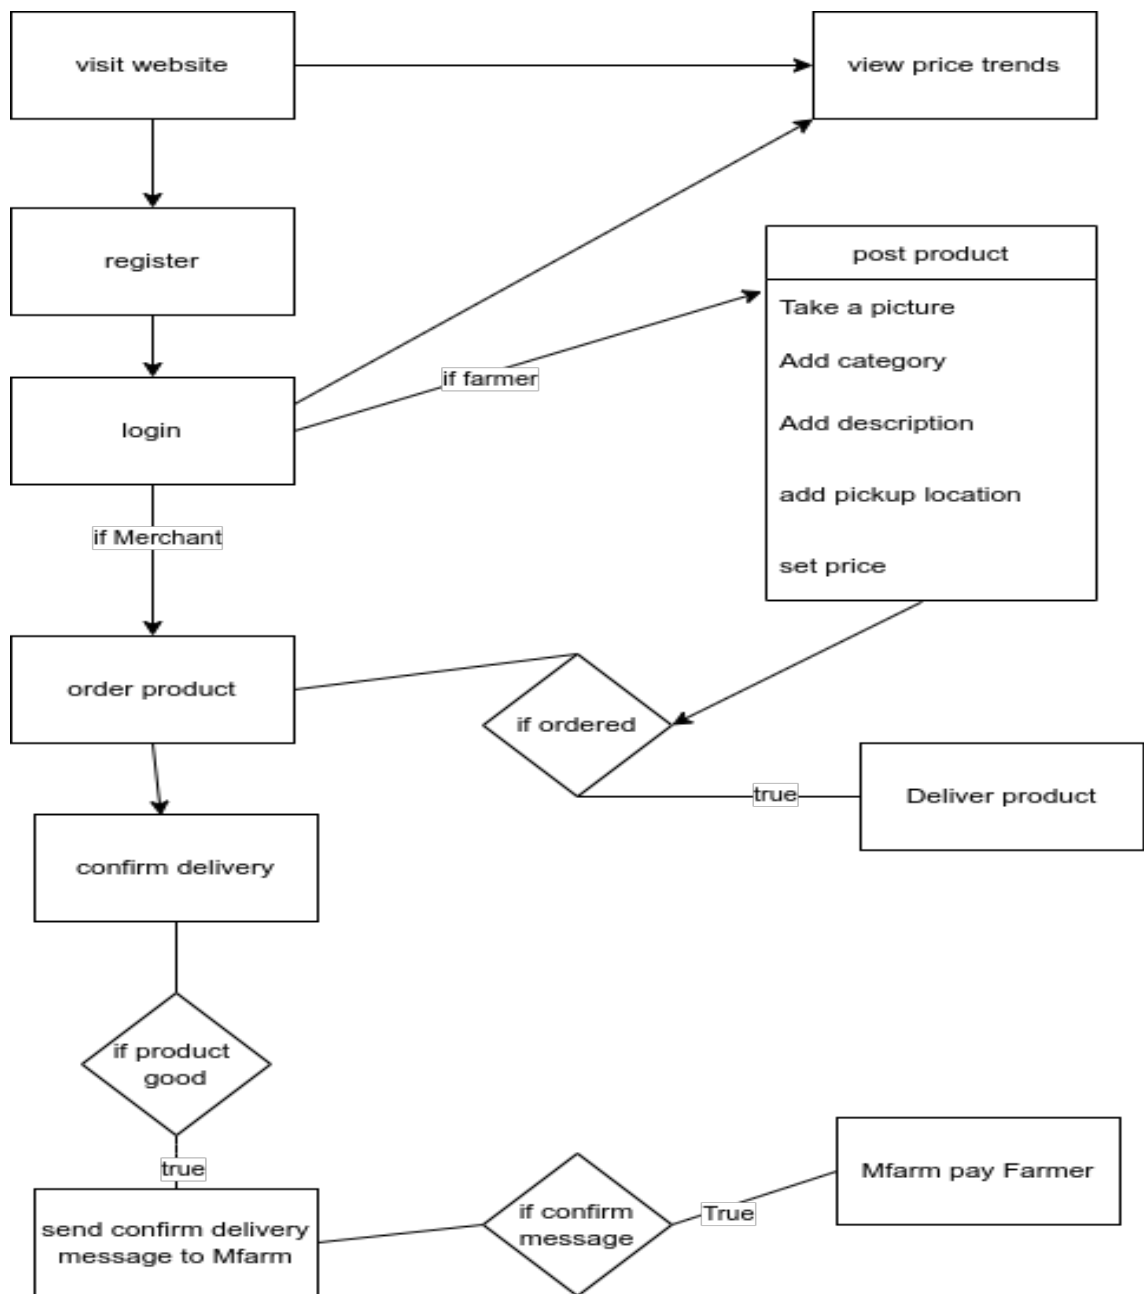 visit website
view price trends
register
post product
Take a picture
if farmer
Add category
Add description
login
add pickup location
if Merchant
set price
order product
if ordered
true
Deliver product
confirm delivery
if product
good
true
Mfarm pay Farmer
send confirm delivery
message to Mfarm
if confirm
message
True